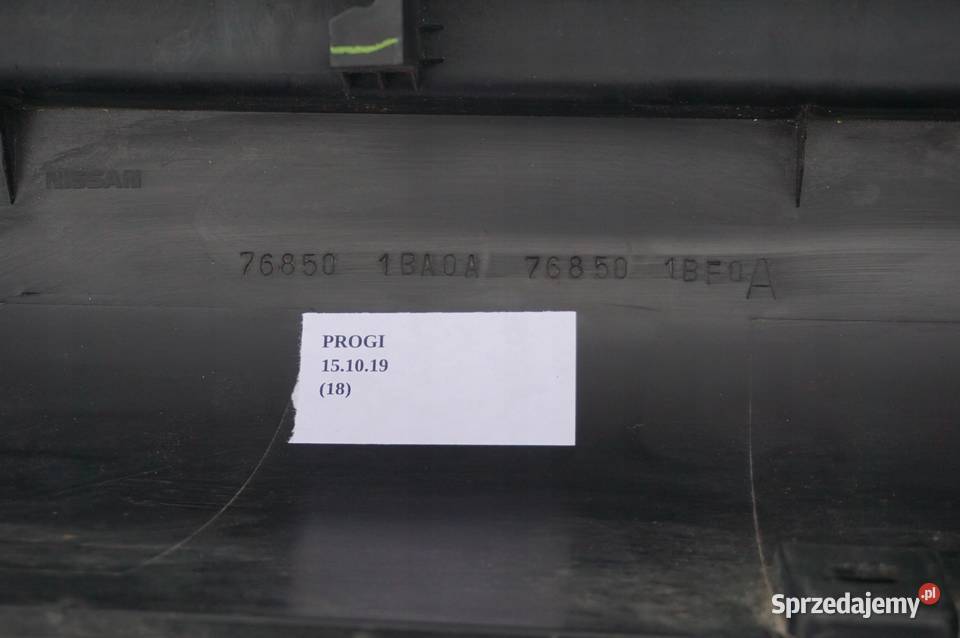 NISSAN
76850 1BA0A 76850 1BF0A
PROGI
15.10.19
(18)
Sprzedajemy.pl